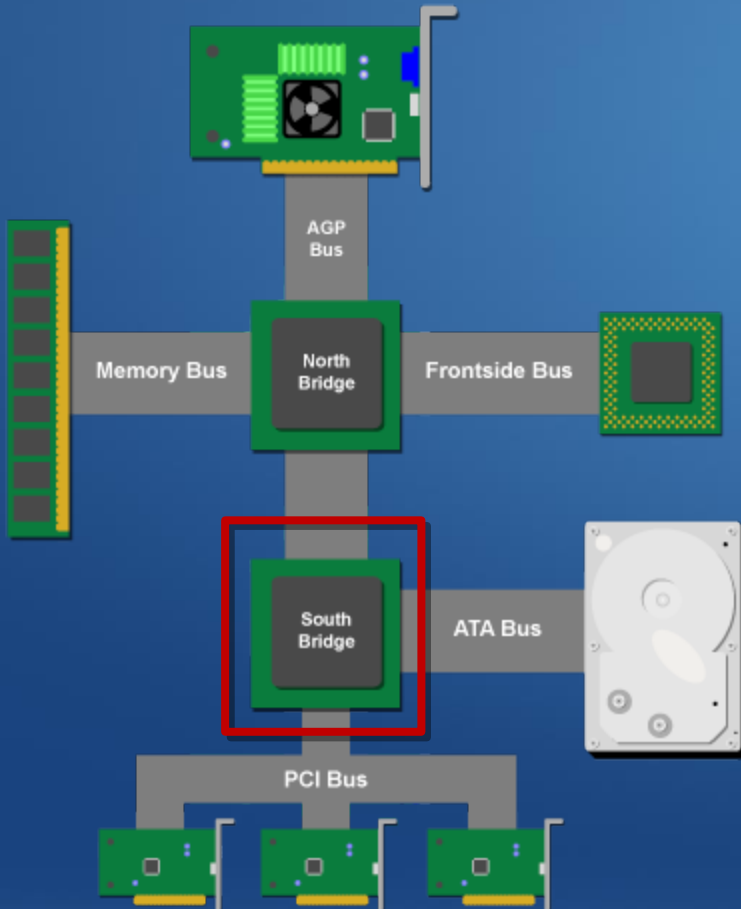 AGP
Bus
Memory Bus
North
Bridge
Frontside Bus
South
Bridge
ATA Bus
PCI Bus